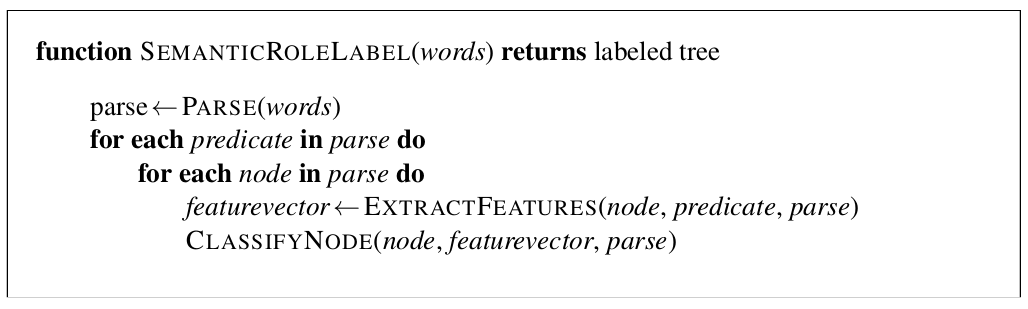 function SEMANTICROLELABEL(words) returns labeled tree
parse ← PARSE(words)
for each predicate in parse do
for each node in parse do
featurevector ← EXTRACTFEATURES(node, predicate, parse)
CLASSIFYNODE(node, featurevector, parse)